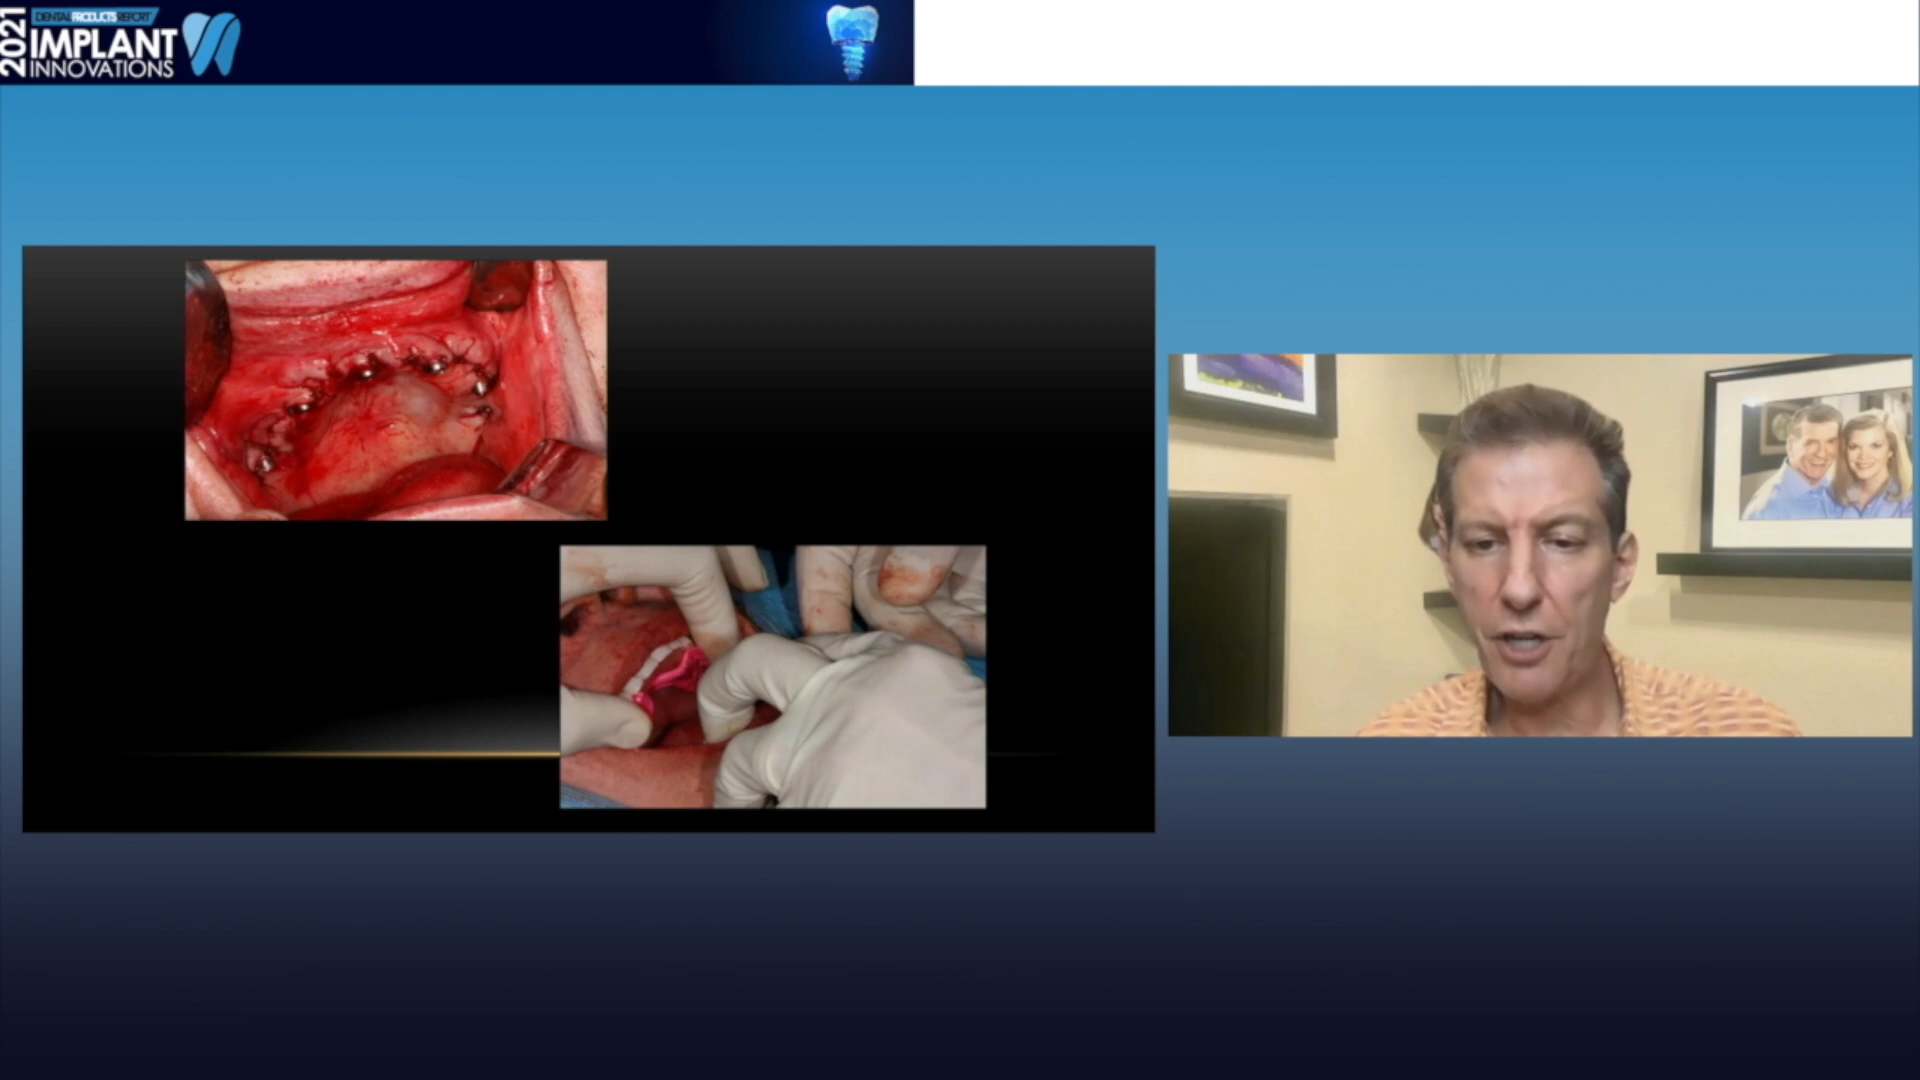 2021
DENTAL PRODUCTS REPORT
IMPLANT
INNOVATIONS